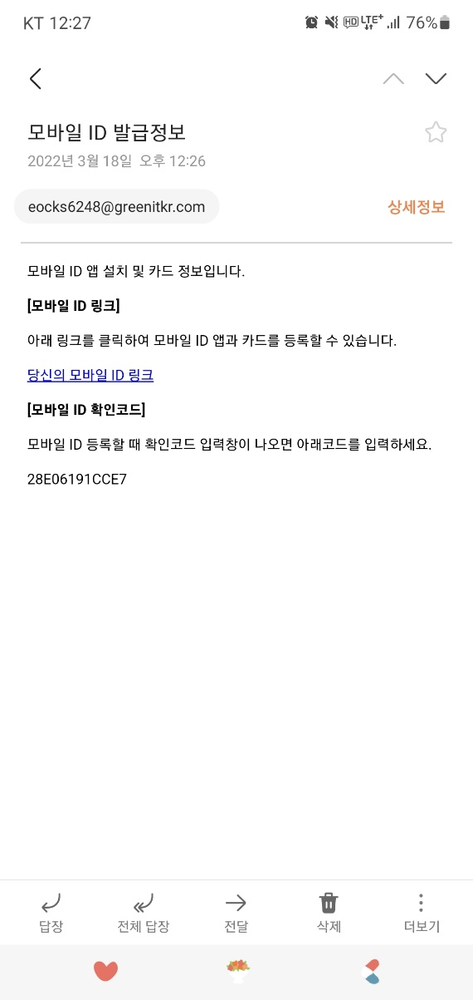 KT 12:27
HD LTE+ 76%
모바일 ID 발급정보
2022년 3월 18일 오후 12:26
eocks6248@greenitkr.com
상세정보
모바일 ID 앱 설치 및 카드 정보입니다.
[모바일 ID 링크]
아래 링크를 클릭하여 모바일 ID 앱과 카드를 등록할 수 있습니다.
당신의 모바일 ID 링크
[모바일 ID 확인코드]
모바일 ID 등록할 때 확인코드 입력창이 나오면 아래코드를 입력하세요.
28E06191CCE7
답장 전체 답장 전달 삭제 더보기